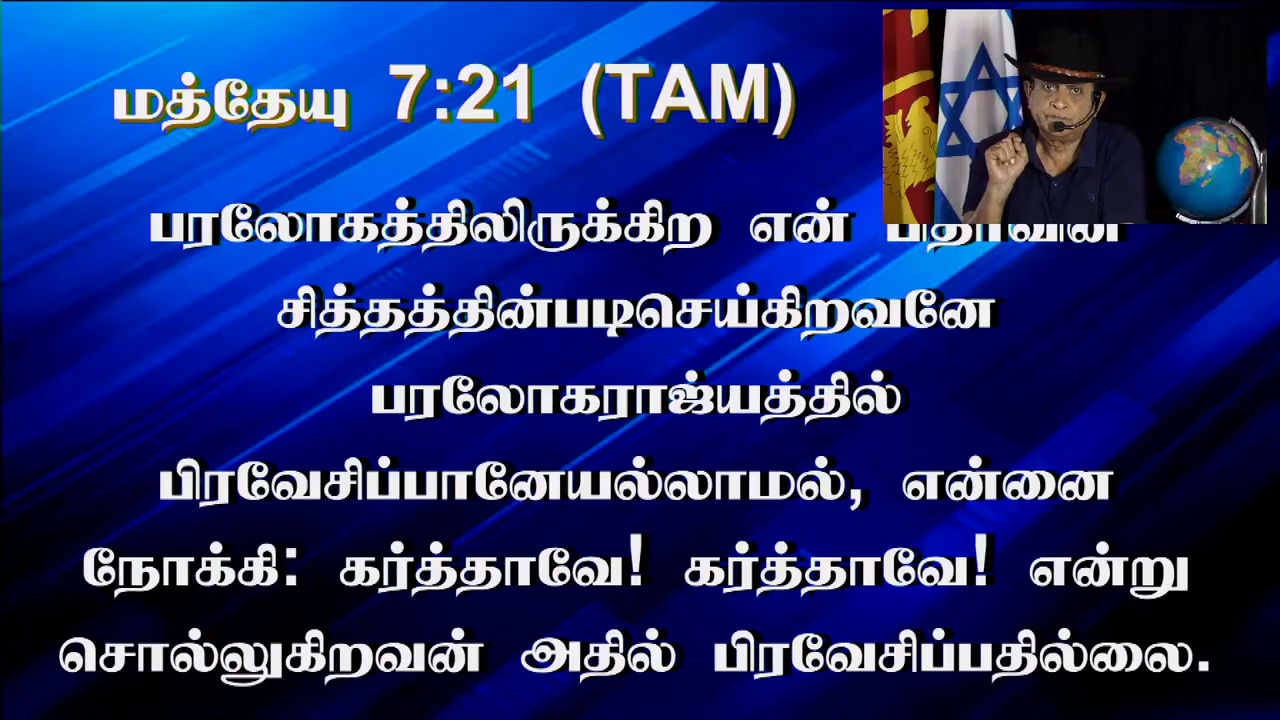 மத்தேயு 7:21 (TAM)
பரலோகத்திலிருக்கிற என் பிதாவின்
சித்தத்தின்படிசெய்கிறவனே
பரலோகராஜ்யத்தில்
பிரவேசிப்பானேயல்லாமல், என்னை
நோக்கி: கர்த்தாவே! கர்த்தாவே! என்று
சொல்லுகிறவன் அதில் பிரவேசிப்பதில்லை.